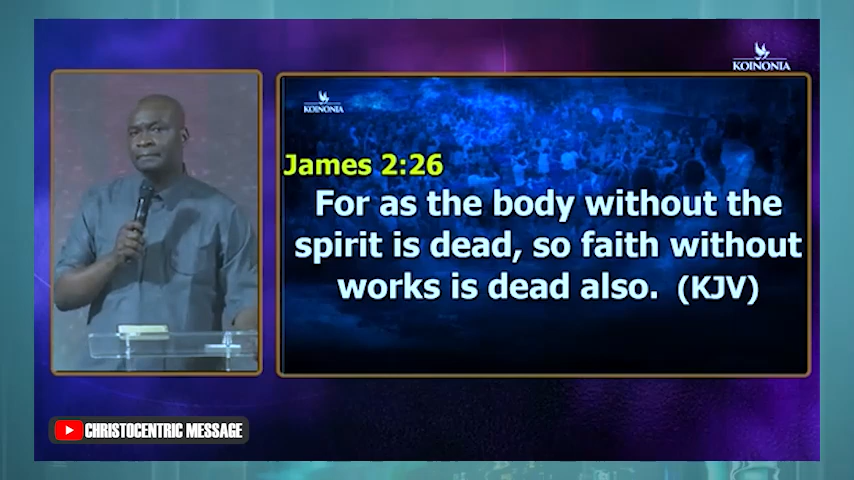 KOINONIA
KOINONIA
James 2:26
For as the body without the
spirit is dead, so faith without
works is dead also. (KJV)
CHRISTOCENTRIC MESSAGE